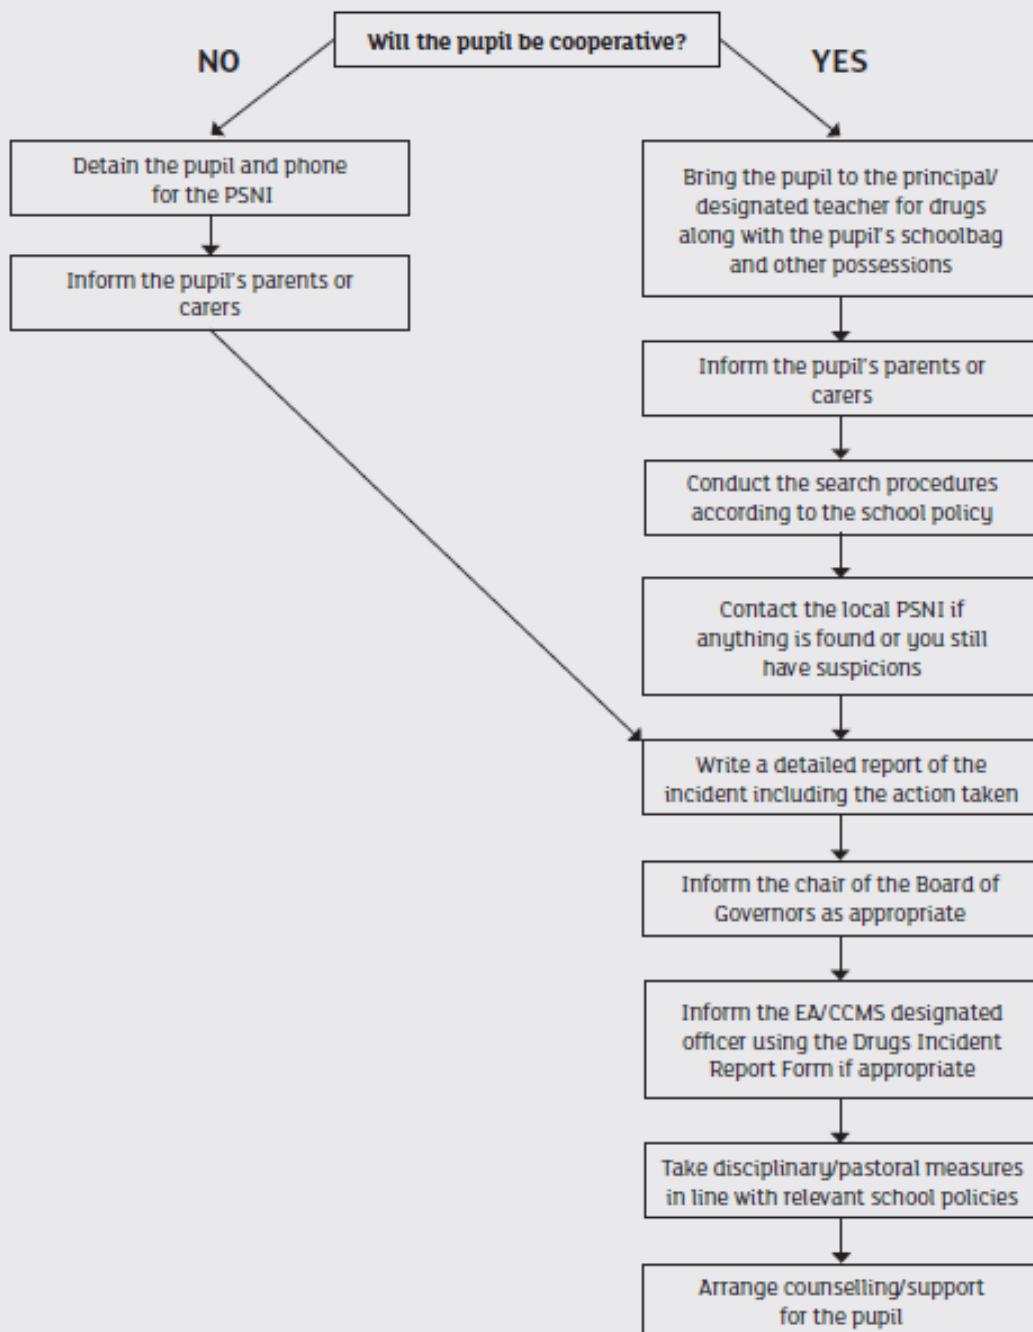 Will the pupil be cooperative?
NO
YES
Detain the pupil and phone
for the PSNI
Inform the pupil's parents or
carers
Bring the pupil to the principal/
designated teacher for drugs
along with the pupil's schoolbag
and other possessions
Inform the pupil's parents or
carers
Conduct the search procedures
according to the school policy
Contact the local PSNI if
anything is found or you still
have suspicions
Write a detailed report of the
incident including the action taken
Inform the chair of the Board of
Governors as appropriate
Inform the EA/CCMS designated
officer using the Drugs Incident
Report Form if appropriate
Take disciplinary/pastoral measures
in line with relevant school policies
Arrange counselling/support
for the pupil